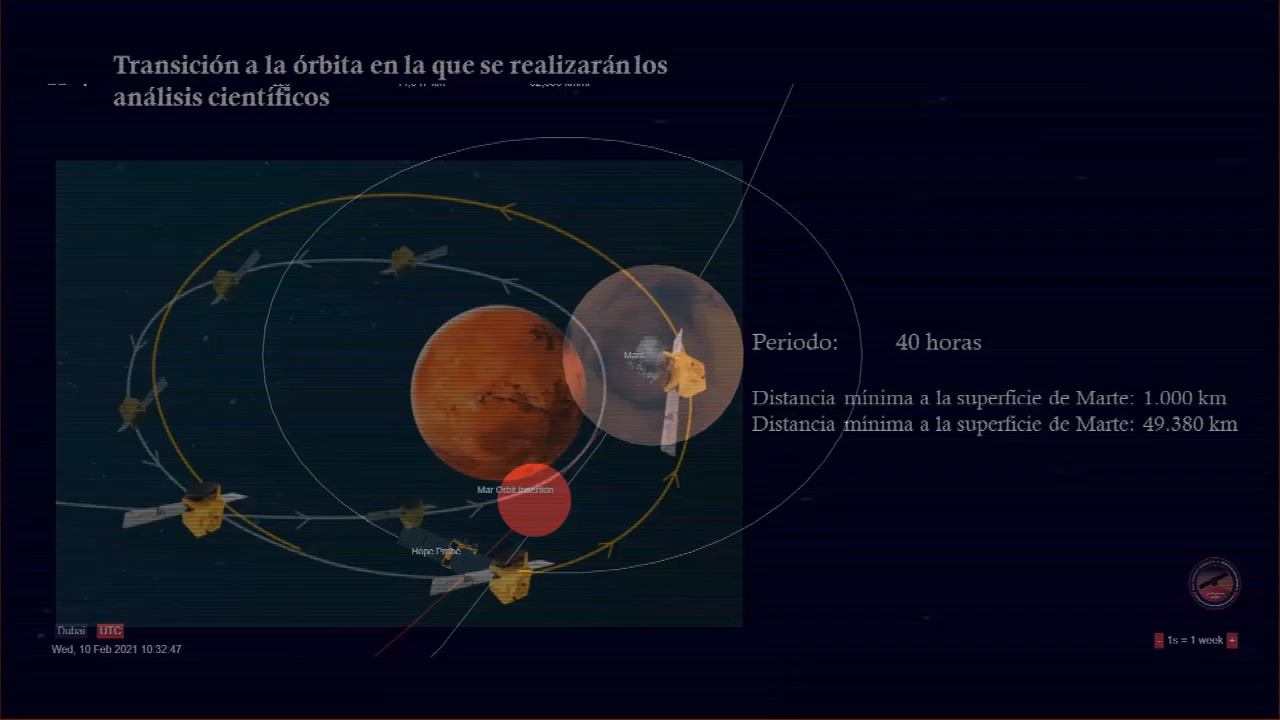 Transición a la órbita en la que se realizarán los
análisis científicos
Mars
Periodo: 40 horas
Distancia mínima a la superficie de Marte: 1.000 km
Distancia mínima a la superficie de Marte: 49.380 km
Mar Orbit Insertion
Hope Probe
Dubai UTC
Wed, 10 Feb 2021 10:32:47
- 1s = 1 week +